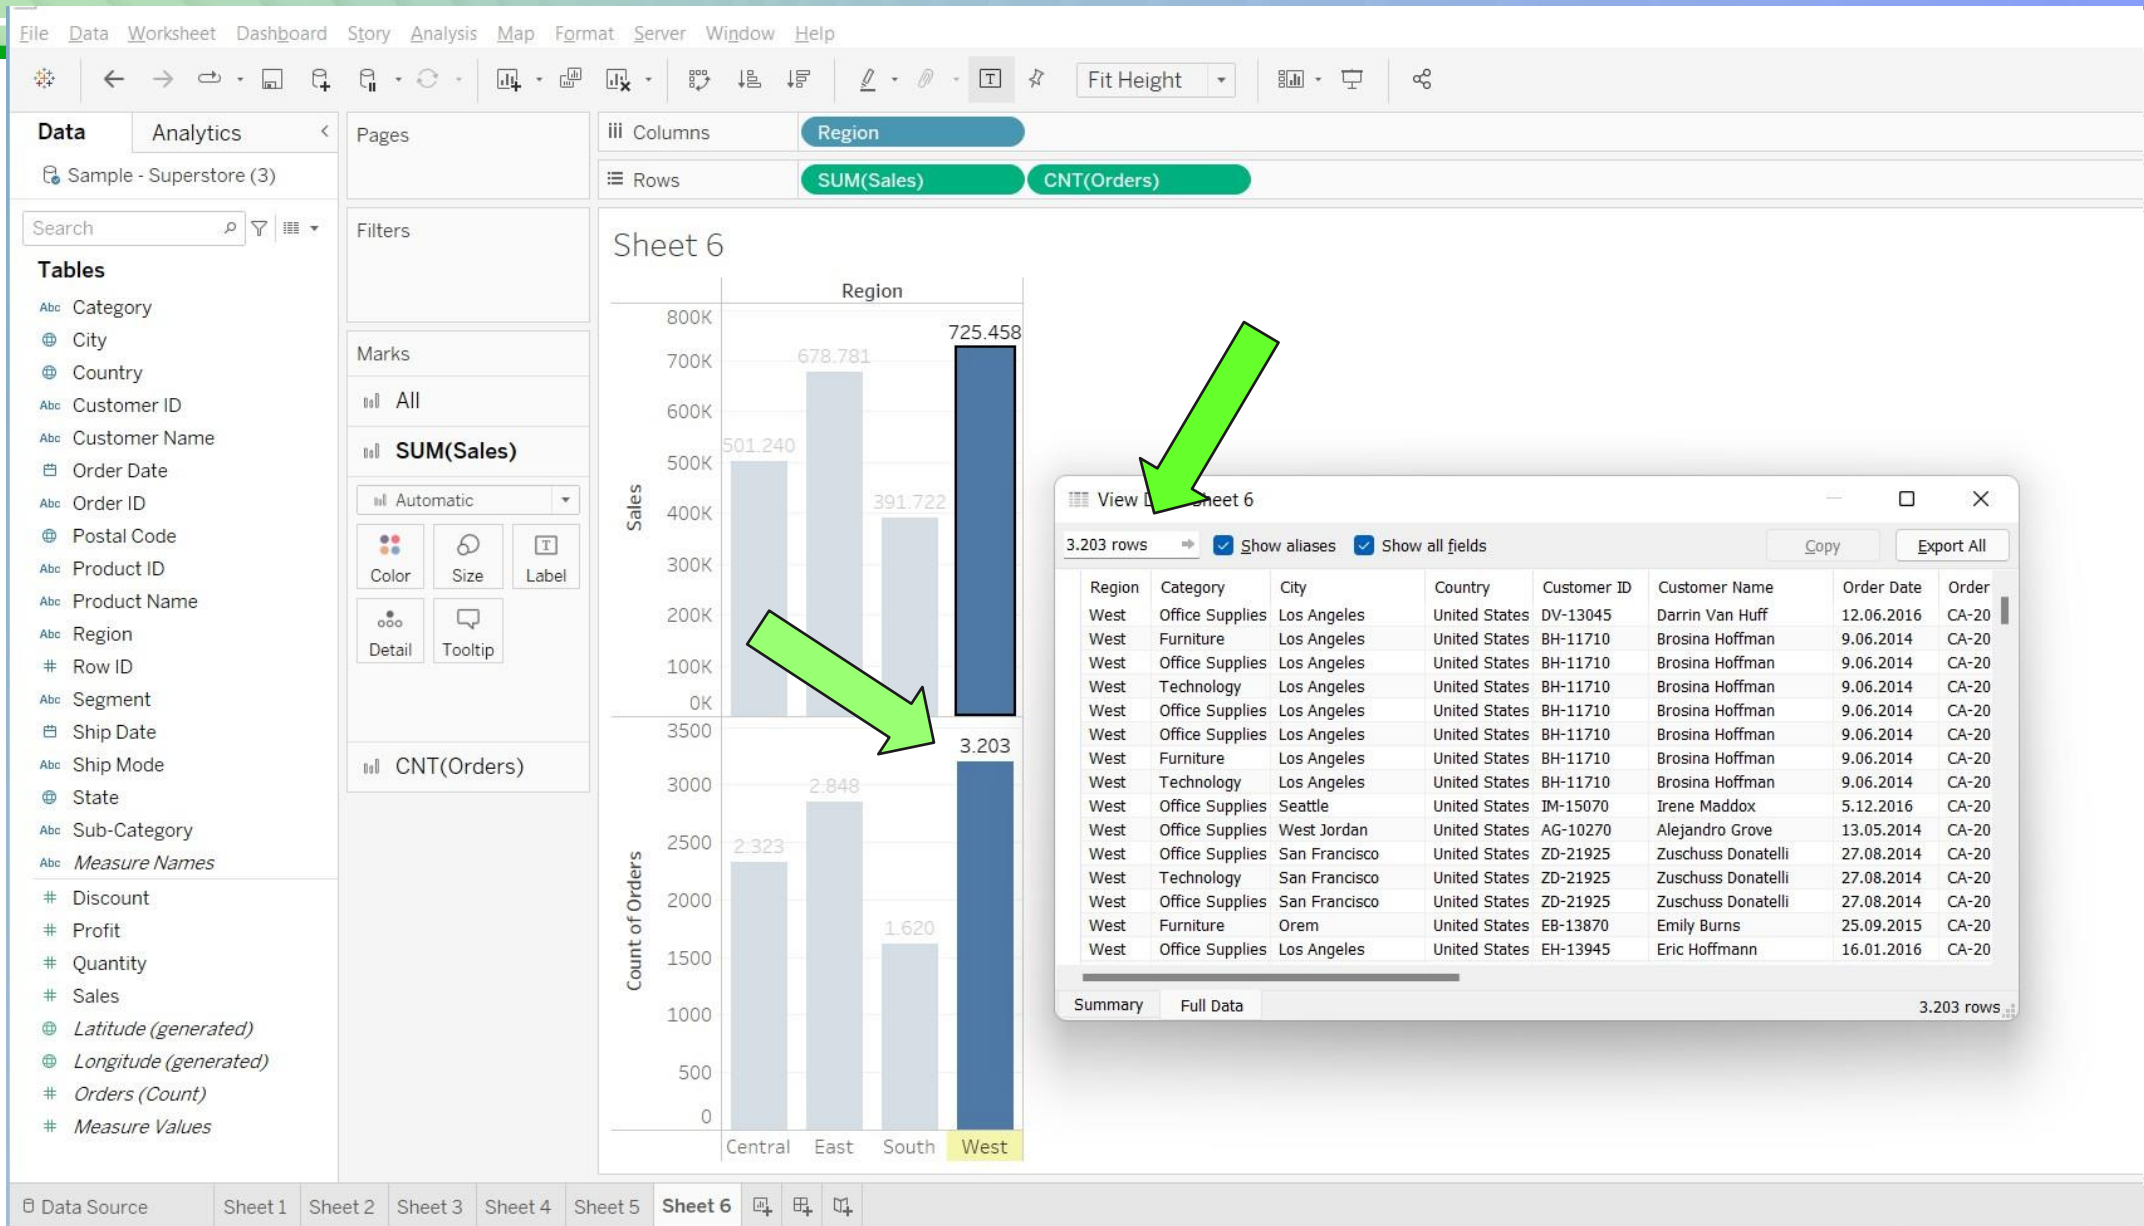 File Data Worksheet Dashboard Story Analysis Map Format Server Window Help
Fit Height
Data Analytics
Sample - Superstore (3)
Search
Tables
Abc Category
City
Country
Abc Customer ID
Abc Customer Name
Order Date
Abc Order ID
Postal Code
Abc Product ID
Abc Product Name
Abc Region
# Row ID
Abc Segment
Ship Date
Abc Ship Mode
State
Abc Sub-Category
Abc Measure Names
# Discount
# Profit
# Quantity
# Sales
Latitude (generated)
Longitude (generated)
# Orders (Count)
# Measure Values
Pages
Filters
Marks
All
SUM(Sales)
Automatic
Color Size Label
Detail Tooltip
CNT(Orders)
Columns Region
Rows SUM(Sales) CNT(Orders)
Sheet 6
Region
800K
700K
600K
500K
400K
300K
200K
100K
0K
Sales
501.240 678.781 391.722 725.458
3500
3000
2500
2000
1500
1000
500
0
Count of Orders
2.323 2.848 1.620 3.203
Central East South West
View Sheet 6
3.203 rows Show aliases Show all fields Copy Export All
Region Category City Country Customer ID Customer Name Order Date Order
West Office Supplies Los Angeles United States DV-13045 Darrin Van Huff 12.06.2016 CA-20
West Furniture Los Angeles United States BH-11710 Brosina Hoffman 9.06.2014 CA-20
West Office Supplies Los Angeles United States BH-11710 Brosina Hoffman 9.06.2014 CA-20
West Technology Los Angeles United States BH-11710 Brosina Hoffman 9.06.2014 CA-20
West Office Supplies Los Angeles United States BH-11710 Brosina Hoffman 9.06.2014 CA-20
West Office Supplies Los Angeles United States BH-11710 Brosina Hoffman 9.06.2014 CA-20
West Furniture Los Angeles United States BH-11710 Brosina Hoffman 9.06.2014 CA-20
West Technology Los Angeles United States BH-11710 Brosina Hoffman 9.06.2014 CA-20
West Office Supplies Seattle United States IM-15070 Irene Maddox 5.12.2016 CA-20
West Office Supplies West Jordan United States AG-10270 Alejandro Grove 13.05.2014 CA-20
West Office Supplies San Francisco United States ZD-21925 Zuschuss Donatelli 27.08.2014 CA-20
West Technology San Francisco United States ZD-21925 Zuschuss Donatelli 27.08.2014 CA-20
West Office Supplies San Francisco United States ZD-21925 Zuschuss Donatelli 27.08.2014 CA-20
West Furniture Orem United States EB-13870 Emily Burns 25.09.2015 CA-20
West Office Supplies Los Angeles United States EH-13945 Eric Hoffmann 16.01.2016 CA-20
Summary Full Data 3.203 rows
Data Source Sheet 1 Sheet 2 Sheet 3 Sheet 4 Sheet 5 Sheet 6